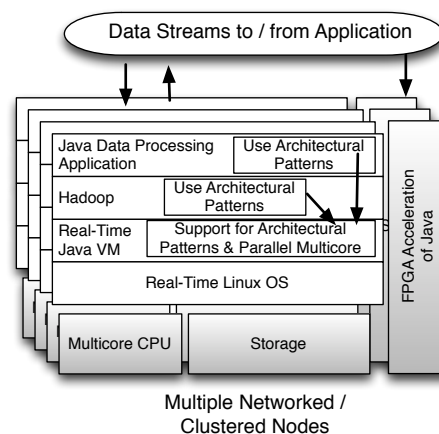 Data Streams to / from Application
Java Data Processing
Application
Use Architectural
Patterns
Hadoop
Use Architectural
Patterns
Real-Time
Java VM
Support for Architectural
Patterns & Parallel Multicore
Real-Time Linux OS
Multicore CPU
Storage
FPGA Acceleration
of Java
Multiple Networked /
Clustered Nodes